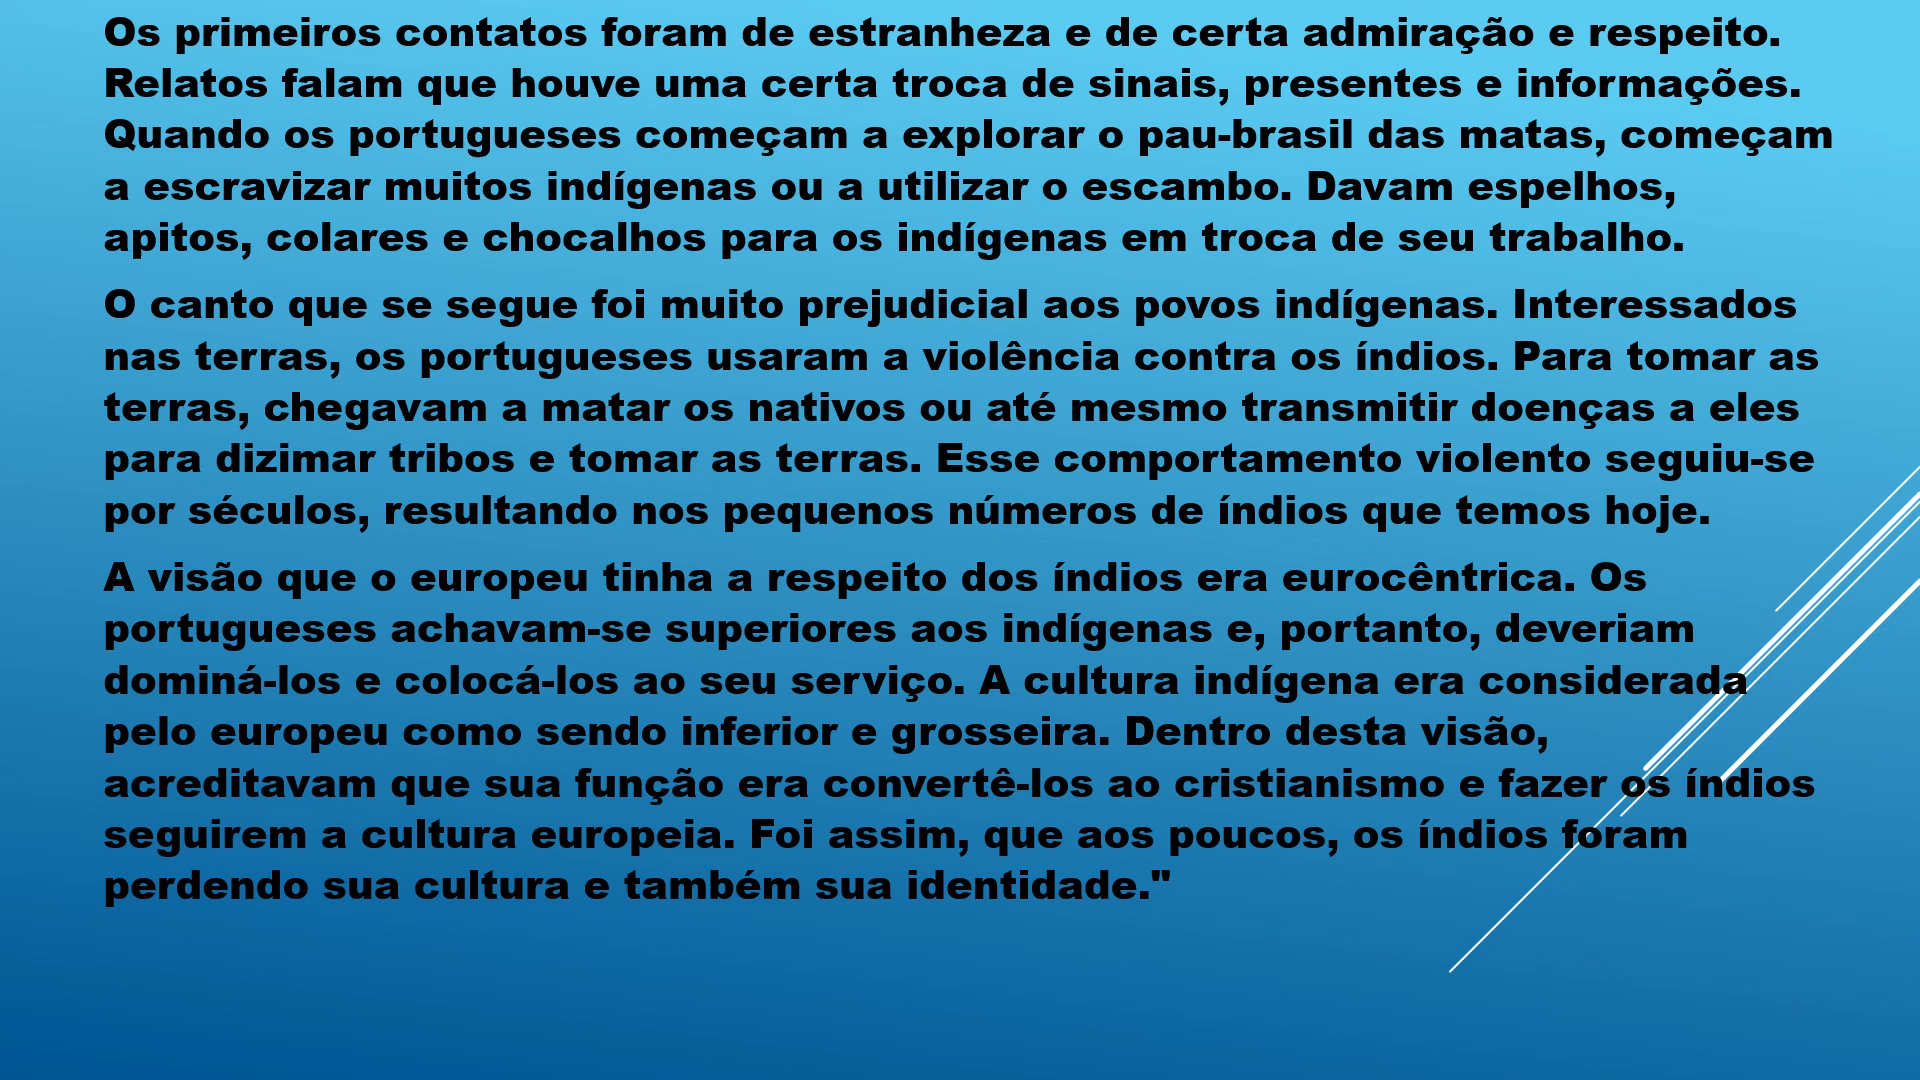 Os primeiros contatos foram de estranheza e de certa admiração e respeito.
Relatos falam que houve uma certa troca de sinais, presentes e informações.
Quando os portugueses começam a explorar o pau-brasil das matas, começam
a escravizar muitos indígenas ou a utilizar o escambo. Davam espelhos,
apitos, colares e chocalhos para os indígenas em troca de seu trabalho.
O canto que se segue foi muito prejudicial aos povos indígenas. Interessados
nas terras, os portugueses usaram a violência contra os índios. Para tomar as
terras, chegavam a matar os nativos ou até mesmo transmitir doenças a eles
para dizimar tribos e tomar as terras. Esse comportamento violento seguiu-se
por séculos, resultando nos pequenos números de índios que temos hoje.
A visão que o europeu tinha a respeito dos índios era eurocêntrica. Os
portugueses achavam-se superiores aos indígenas e, portanto, deveriam
dominá-los e colocá-los ao seu serviço. A cultura indígena era considerada
pelo europeu como sendo inferior e grosseira. Dentro desta visão,
acreditavam que sua função era convertê-los ao cristianismo e fazer os índios
seguirem a cultura europeia. Foi assim, que aos poucos, os índios foram
perdendo sua cultura e também sua identidade."